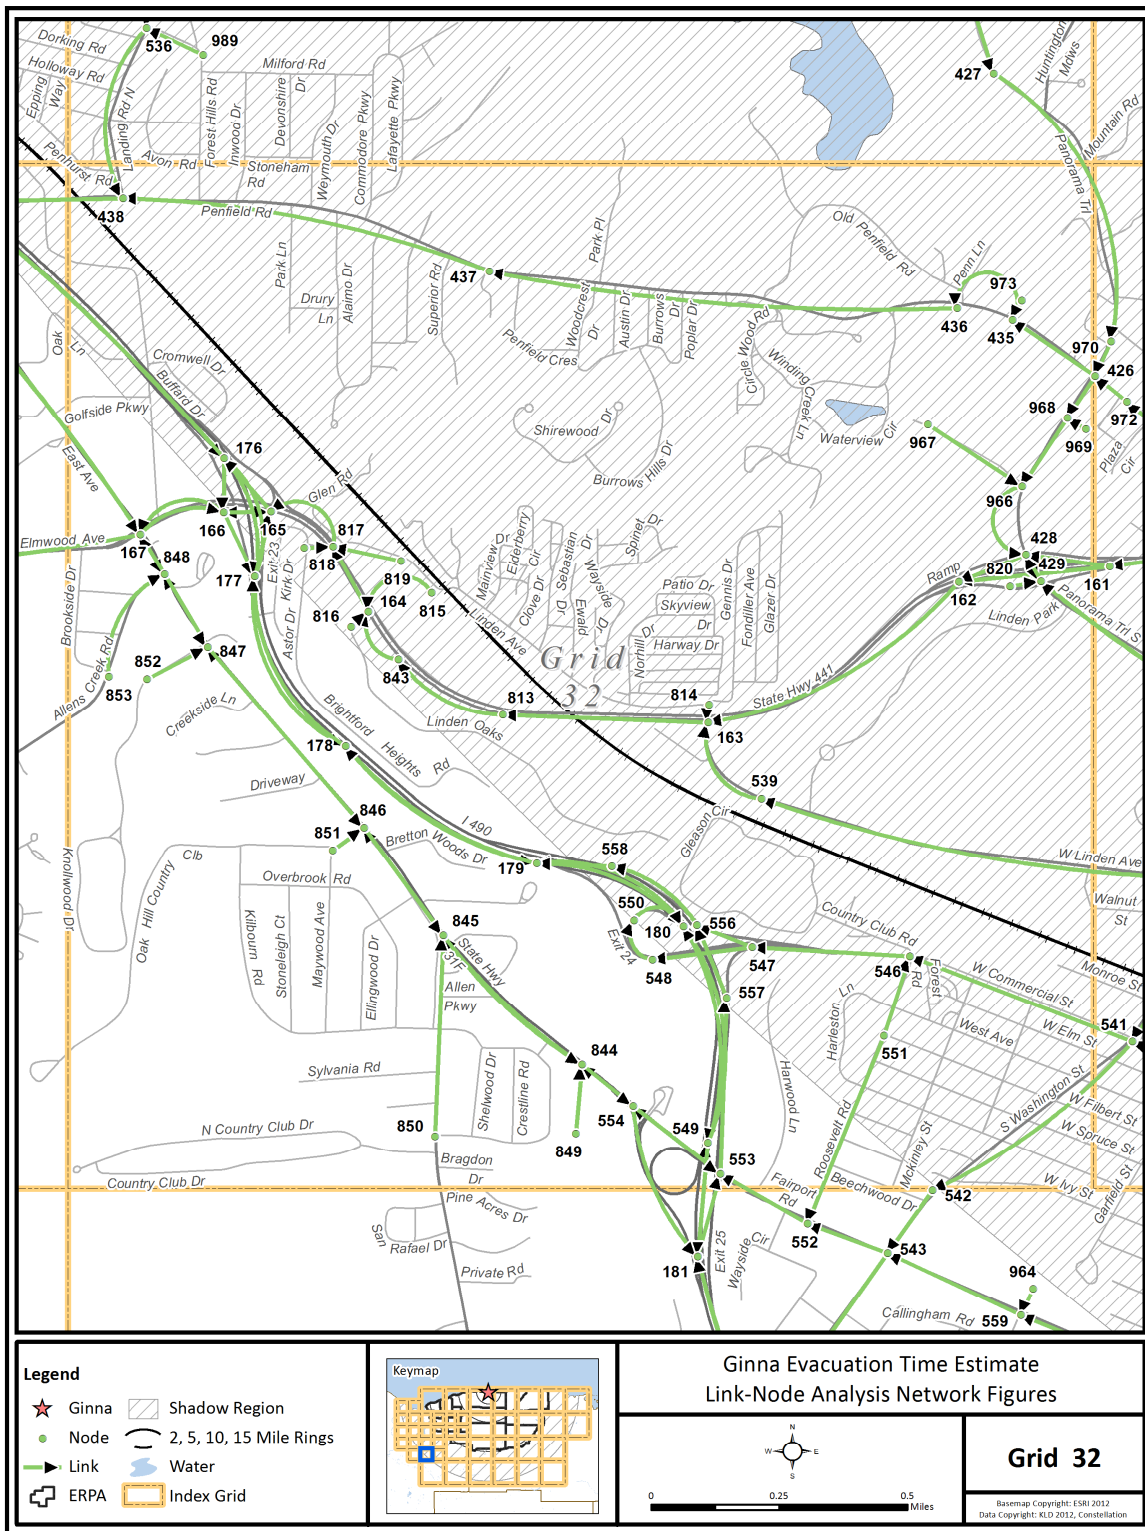 536
989
427
Dorking Rd
Holloway Rd
Epping
Way
Landing Rd N
Milford Rd
Forest Hills Rd
Inwood Dr
Devonshire
Dr
Weymouth Dr
Commodore Pkwy
Lafayette Pkwy
Huntington
Mdws
Mountain Rd
Panorama Trl
Penhurst Rd
Avon Rd
Stoneham
Rd
438
Penfield Rd
Park Ln
Alaimo Dr
Drury
Ln
Superior Rd
437
Park Pl
Woodcrest
Dr
Austin Dr
Burrows
Dr
Poplar Dr
Penfield Cres
Circle Wood Rd
Winding
Creek Ln
Old
Penfield
Rd
Penn Ln
973
436
435
970
426
968
969
972
Plaza
Cir
Waterview Cir
967
966
Oak
Ln
Cromwell Dr
Buffard Dr
Golfside Pkwy
East Ave
176
Glen Rd
Shirewood
Dr
Burrows
Hills Dr
Elmwood Ave
167
166
165
817
818
819
848
177
Exit 23
Kirk Dr
Astor Dr
816
164
815
Mainview Dr
Elderberry
Cir
Clove Dr
Sebastian
Dr
Wayside
Dr
Ewald
Dr
Spinet Dr
Patio Dr
Skyview
Dr
Harway Dr
Norhill
Dr
Gennis Dr
Fondiller Ave
Glazer Dr
Linden Ave
428
820
429
Ramp
162
161
Linden Park
Panorama Trl S
Brookside Dr
Allens Creek Rd
852
853
847
Creekside Ln
843
Grid
32
813
814
State Hwy 441
163
Linden Oaks
Brightford
Heights
Rd
178
Driveway
539
846
851
Bretton
Woods Dr
I 490
179
558
Gleason Cir
W Linden Ave
Walnut
St
Knollwood Dr
Oak Hill Country
Clb
Overbrook Rd
Kilbourn Rd
Stoneleigh Ct
Maywood Ave
Ellingwood Dr
845
State Hwy
31F
Allen
Pkwy
550
180
556
Exit 24
548
547
557
Country Club Rd
546
Forest
Rd
W Commercial St
Monroe St
Harleston
Ln
West Ave
W Elm St
541
551
S Washington St
W Filbert St
W Spruce St
W Ivy St
Garfield St
Sylvania Rd
Shelwood Dr
Crestline Rd
844
554
Harwood Ln
Roosevelt Rd
Mckinley St
N Country Club Dr
850
849
549
553
Bragdon
Dr
Country Club Dr
Pine Acres Dr
San
Rafael Dr
Private Rd
Fairport
Rd
Beechwood Dr
542
552
543
Exit 25
Wayside Cir
181
964
Callingham Rd
559
Legend
Ginna
Shadow Region
Node
2, 5, 10, 15 Mile Rings
Link
Water
ERPA
Index Grid
Keymap
Ginna Evacuation Time Estimate
Link-Node Analysis Network Figures
N
W
E
S
0
0.25
0.5
Miles
Grid 32
Basemap Copyright: ESRI 2012
Data Copyright: KLD 2012, Constellation